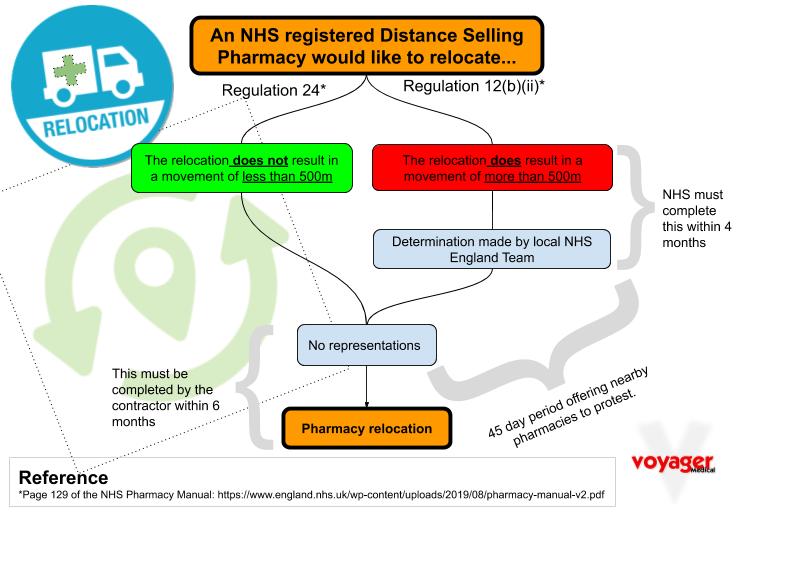 An NHS registered Distance Selling
Pharmacy would like to relocate...
RELOCATION
Regulation 24*
Regulation 12(b)(ii)*
The relocation does not result in
a movement of less than 500m
The relocation does result in a
movement of more than 500m
NHS must
complete
this within 4
months
Determination made by local NHS
England Team
No representations
This must be
completed by the
contractor within 6
months
45 day period offering nearby
pharmacies to protest.
Pharmacy relocation
voyager
Medical
Reference
*Page 129 of the NHS Pharmacy Manual: https://www.england.nhs.uk/wp-content/uploads/2019/08/pharmacy-manual-v2.pdf